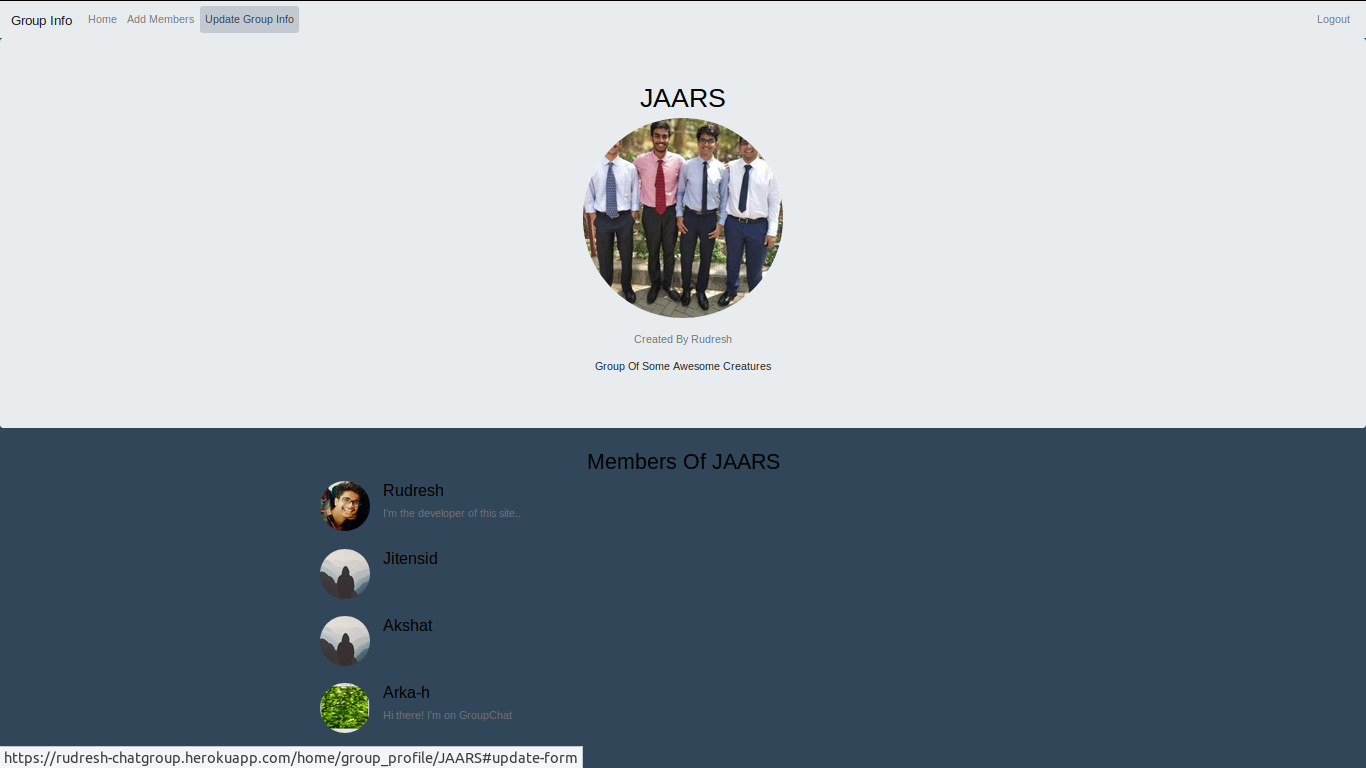 Group Info Home Add Members Update Group Info Logout
JAARS
Created By Rudresh
Group Of Some Awesome Creatures
Members Of JAARS
Rudresh
I'm the developer of this site..
Jitensid
Akshat
Arka-h
Hi there! I'm on GroupChat
https://rudresh-chatgroup.herokuapp.com/home/group_profile/JAARS#update-form